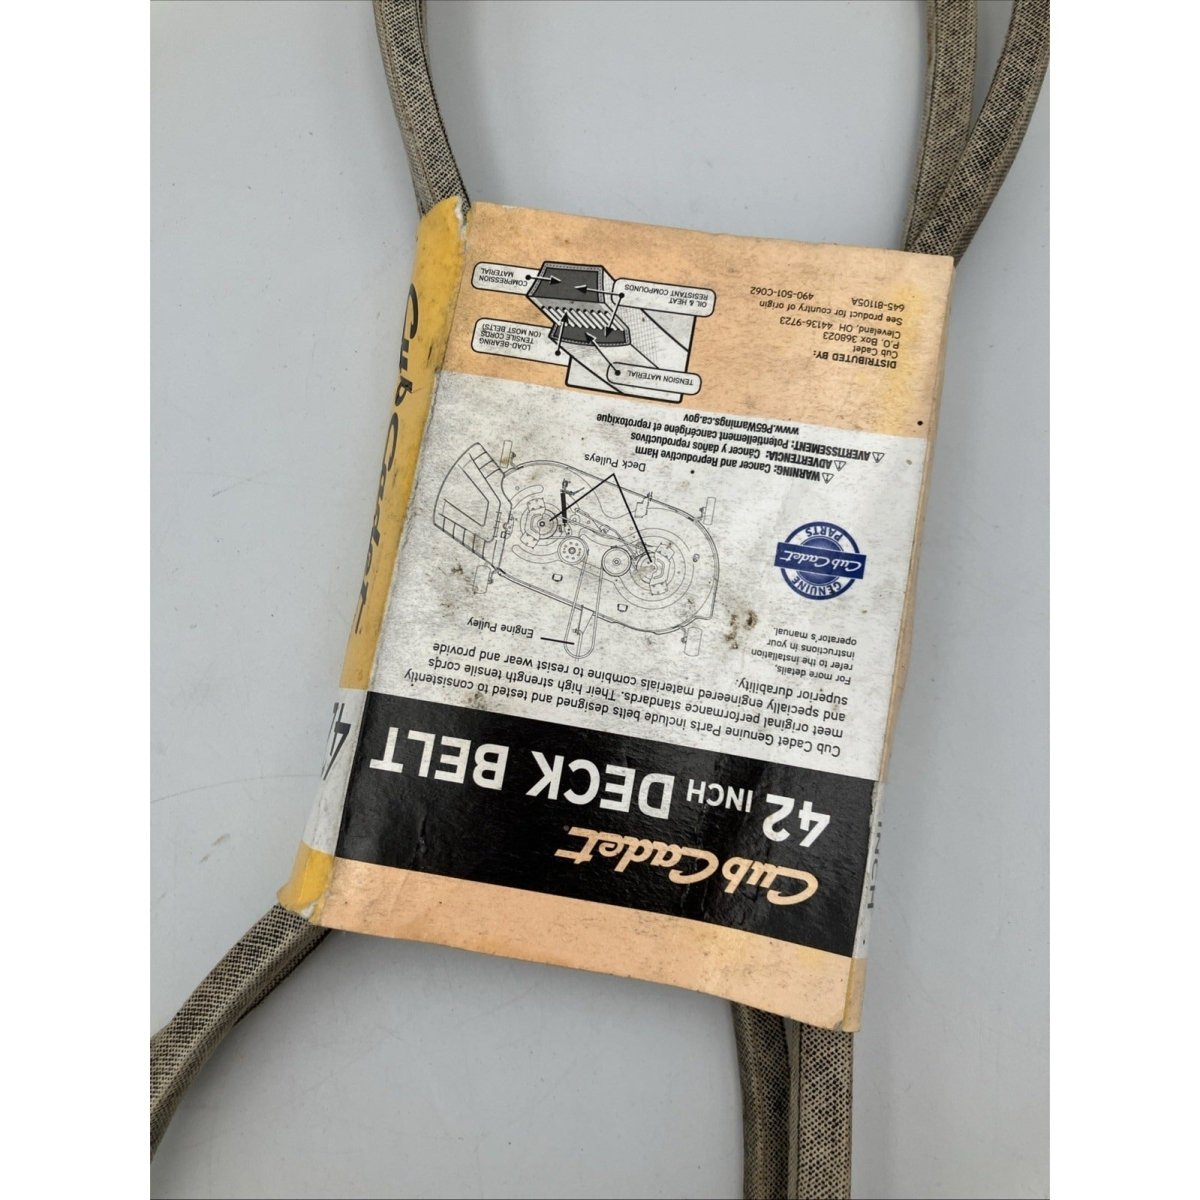 Cub Cadet
42 INCH DECK BELT
Cub Cadet Genuine Parts include belts designed and tested to consistently
meet original performance standards. Their high strength tensile cords
and specially engineered materials combine to resist wear and provide
superior durability.
For more details,
refer to the installation
instructions in your
operator's manual.
Engine Pulley
GENUINE
Cub Cadet
PARTS
Deck Pulleys
⚠WARNING: Cancer and Reproductive Harm
⚠ADVERTENCIA: Cáncer y daños reproductivos
⚠AVERTISSEMENT: Potentiellement cancérigène et reprotoxique
www.P65Warnings.ca.gov
DISTRIBUTED BY:
Cub Cadet
P.O. Box 368023
Cleveland, OH 44136-9723
See product for country of origin
645-81105A 490-501-C062
TENSION MATERIAL
LOAD-BEARING
TENSILE CORDS
(ON MOST BELTS)
OIL & HEAT
RESISTANT COMPOUNDS
COMPRESSION
MATERIAL
Cub Cadet